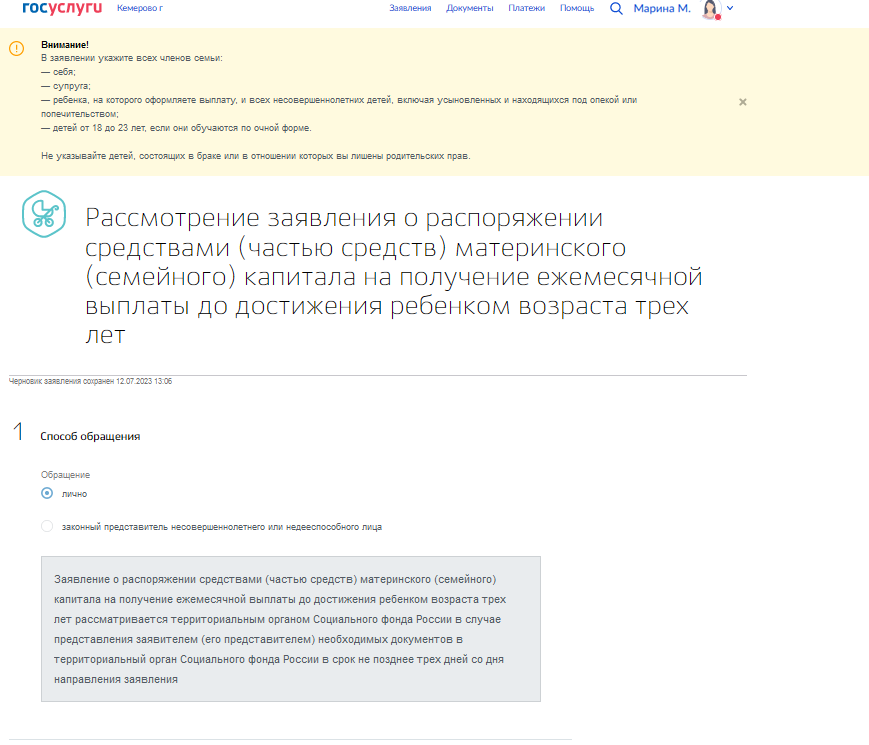 госуслуги Кемерово г Заявления Документы Платежи Помощь Марина М.
Внимание!
В заявлении укажите всех членов семьи:
— себя;
— супруга;
— ребенка, на которого оформляете выплату, и всех несовершеннолетних детей, включая усыновленных и находящихся под опекой или
попечительством;
— детей от 18 до 23 лет, если они обучаются по очной форме.
Не указывайте детей, состоящих в браке или в отношении которых вы лишены родительских прав.
Рассмотрение заявления о распоряжении
средствами (частью средств) материнского
(семейного) капитала на получение ежемесячной
выплаты до достижения ребенком возраста трех
лет
Черновик заявления сохранен 12.07.2023 13:06
1 Способ обращения
Обращение
лично
законный представитель несовершеннолетнего или недееспособного лица
Заявление о распоряжении средствами (частью средств) материнского (семейного)
капитала на получение ежемесячной выплаты до достижения ребенком возраста трех
лет рассматривается территориальным органом Социального фонда России в случае
представления заявителем (его представителем) необходимых документов в
территориальный орган Социального фонда России в срок не позднее трех дней со дня
направления заявления